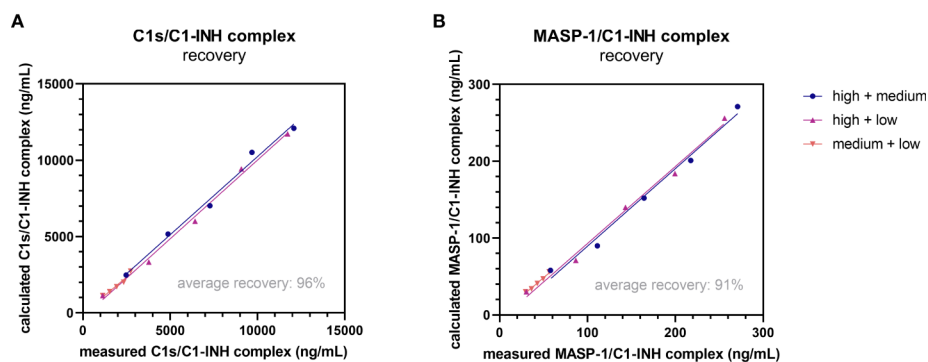 A
C1s/C1-INH complex
recovery
calculated C1s/C1-INH complex (ng/mL)
15000
10000
5000
0
average recovery: 96%
0 5000 10000 15000
measured C1s/C1-INH complex (ng/mL)
B
MASP-1/C1-INH complex
recovery
calculated MASP-1/C1-INH complex (ng/mL)
300
200
100
0
average recovery: 91%
0 100 200 300
measured MASP-1/C1-INH complex (ng/mL)
high + medium
high + low
medium + low